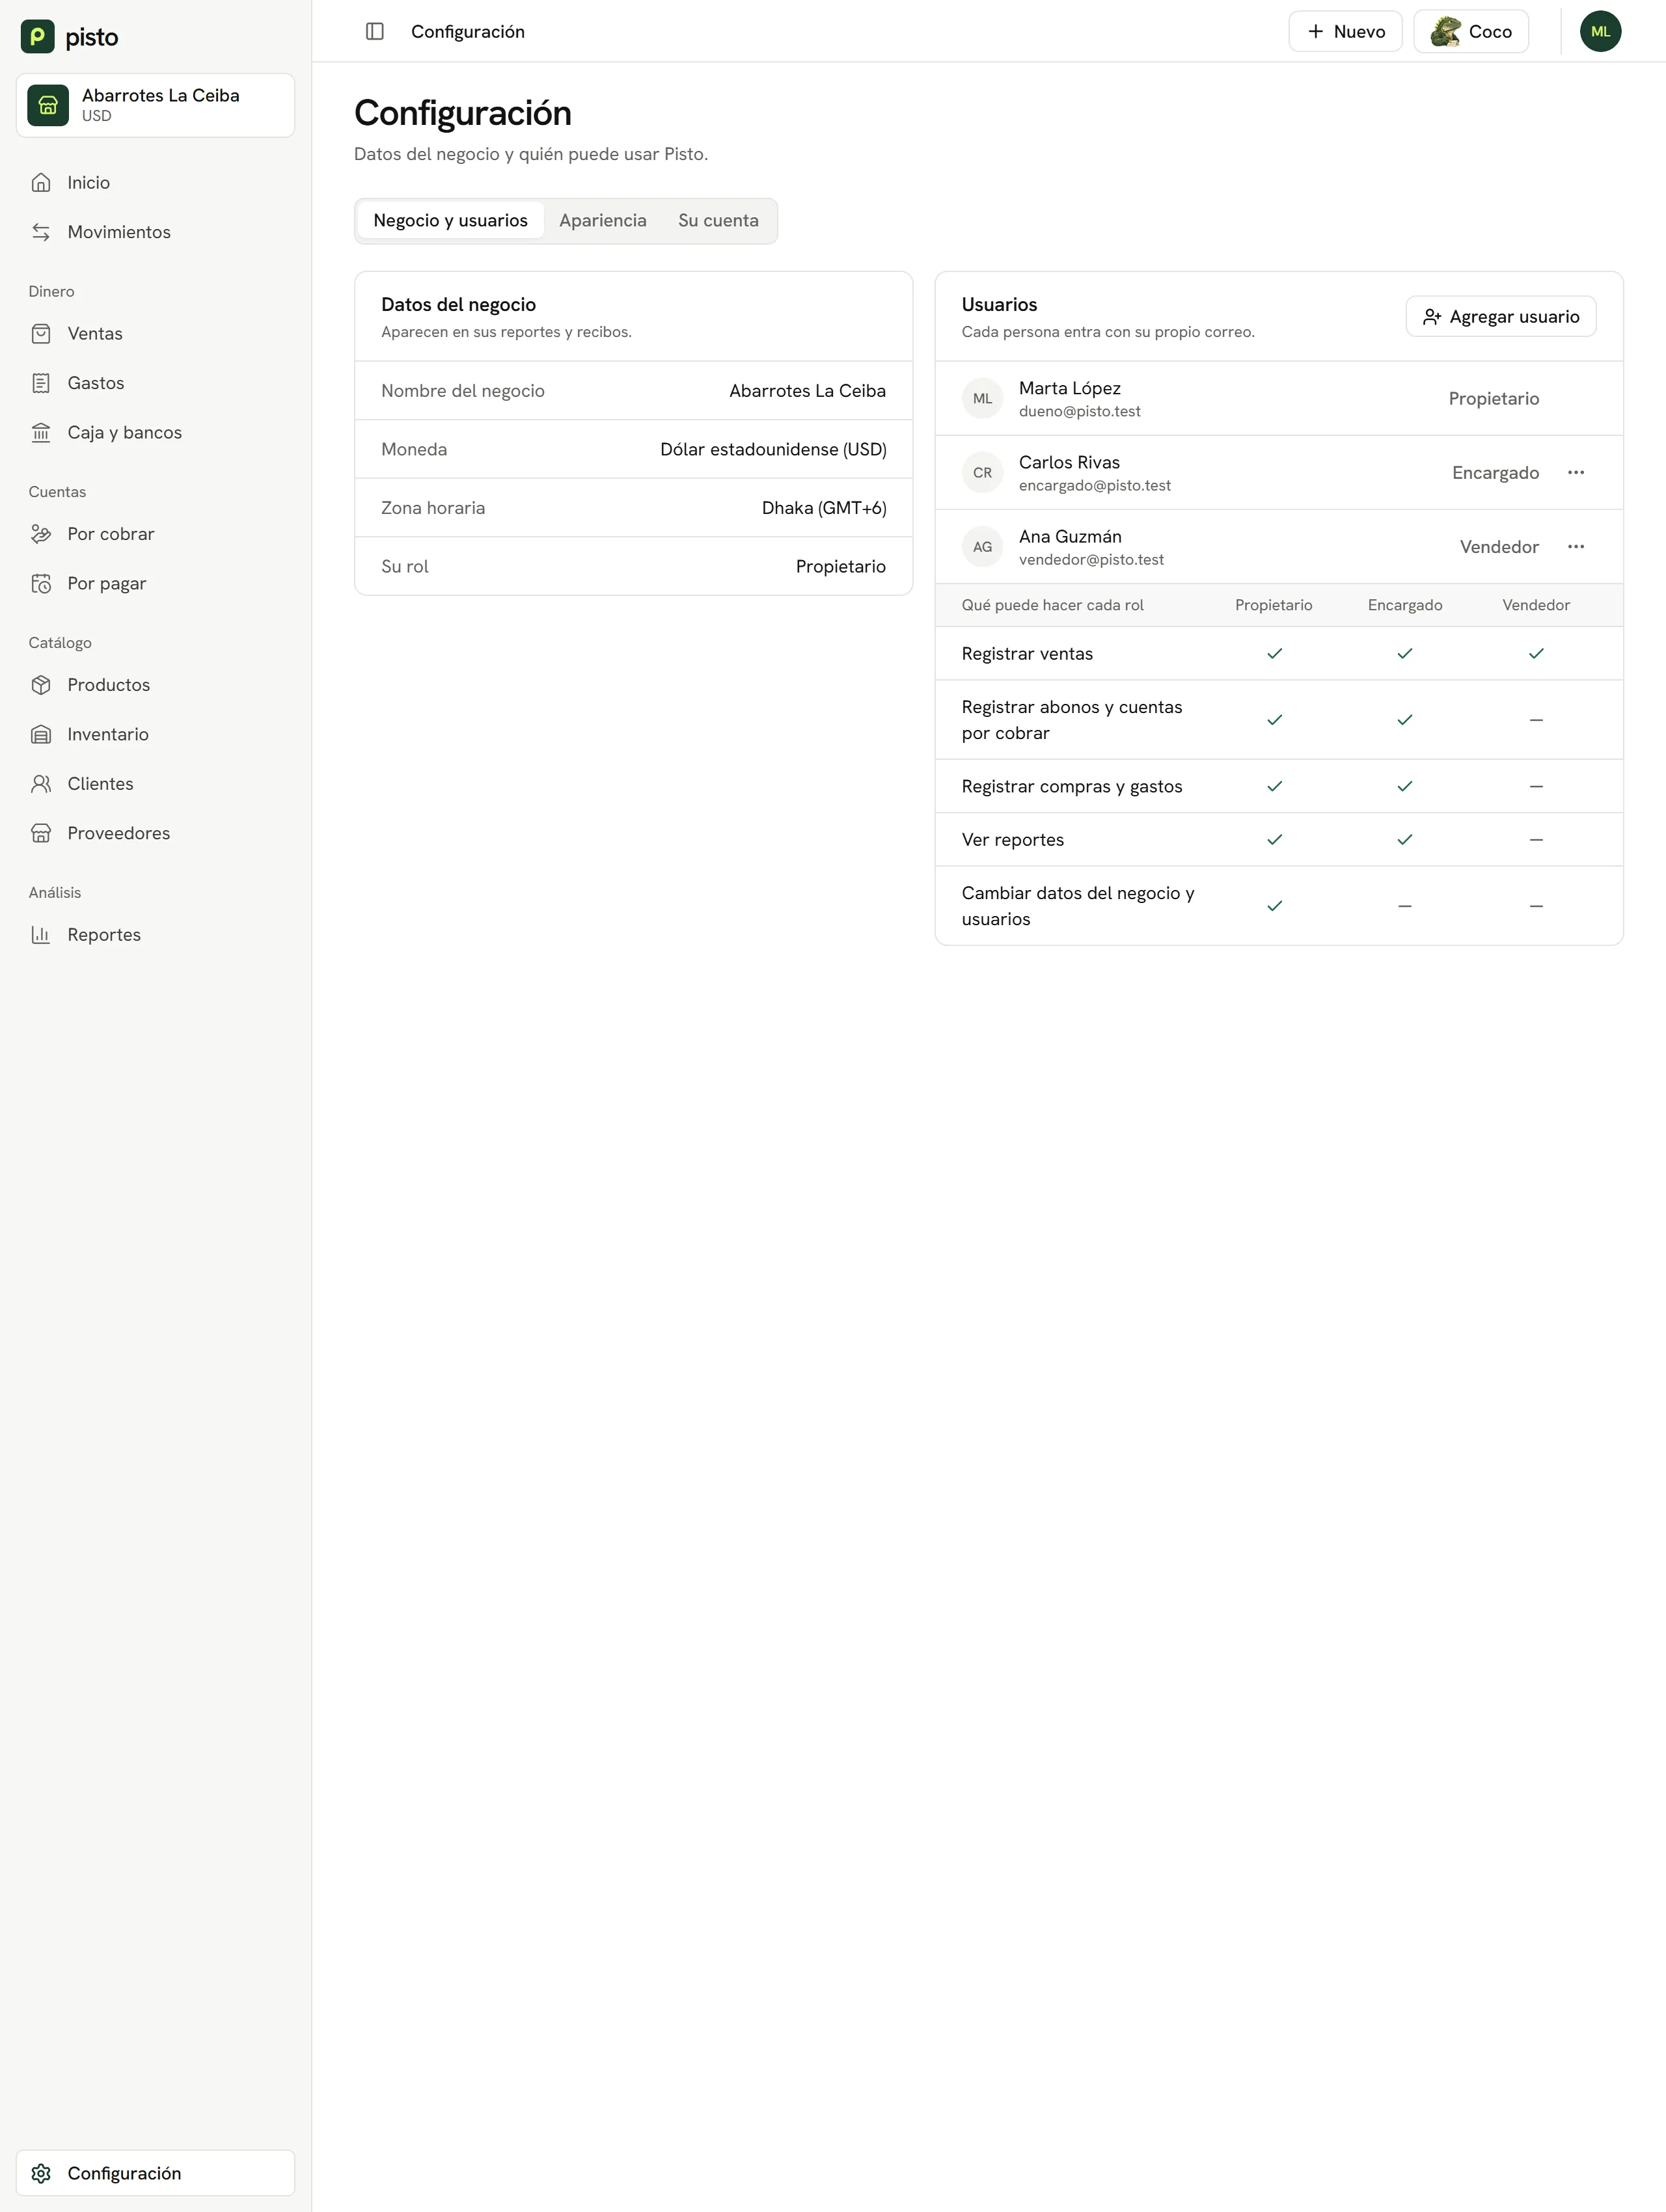 pisto
Abarrotes La Ceiba
USD
Inicio
Movimientos
Dinero
Ventas
Gastos
Caja y bancos
Cuentas
Por cobrar
Por pagar
Catálogo
Productos
Inventario
Clientes
Proveedores
Análisis
Reportes
Configuración
Configuración
Nuevo
Coco
ML
Configuración
Datos del negocio y quién puede usar Pisto.
Negocio y usuarios Apariencia Su cuenta
Datos del negocio
Aparecen en sus reportes y recibos.
Nombre del negocio Abarrotes La Ceiba
Moneda Dólar estadounidense (USD)
Zona horaria Dhaka (GMT+6)
Su rol Propietario
Usuarios
Cada persona entra con su propio correo.
Agregar usuario
ML Marta López Propietario
dueno@pisto.test
CR Carlos Rivas Encargado
encargado@pisto.test
AG Ana Guzmán Vendedor
vendedor@pisto.test
Qué puede hacer cada rol Propietario Encargado Vendedor
Registrar ventas
Registrar abonos y cuentas
por cobrar
Registrar compras y gastos
Ver reportes
Cambiar datos del negocio y
usuarios